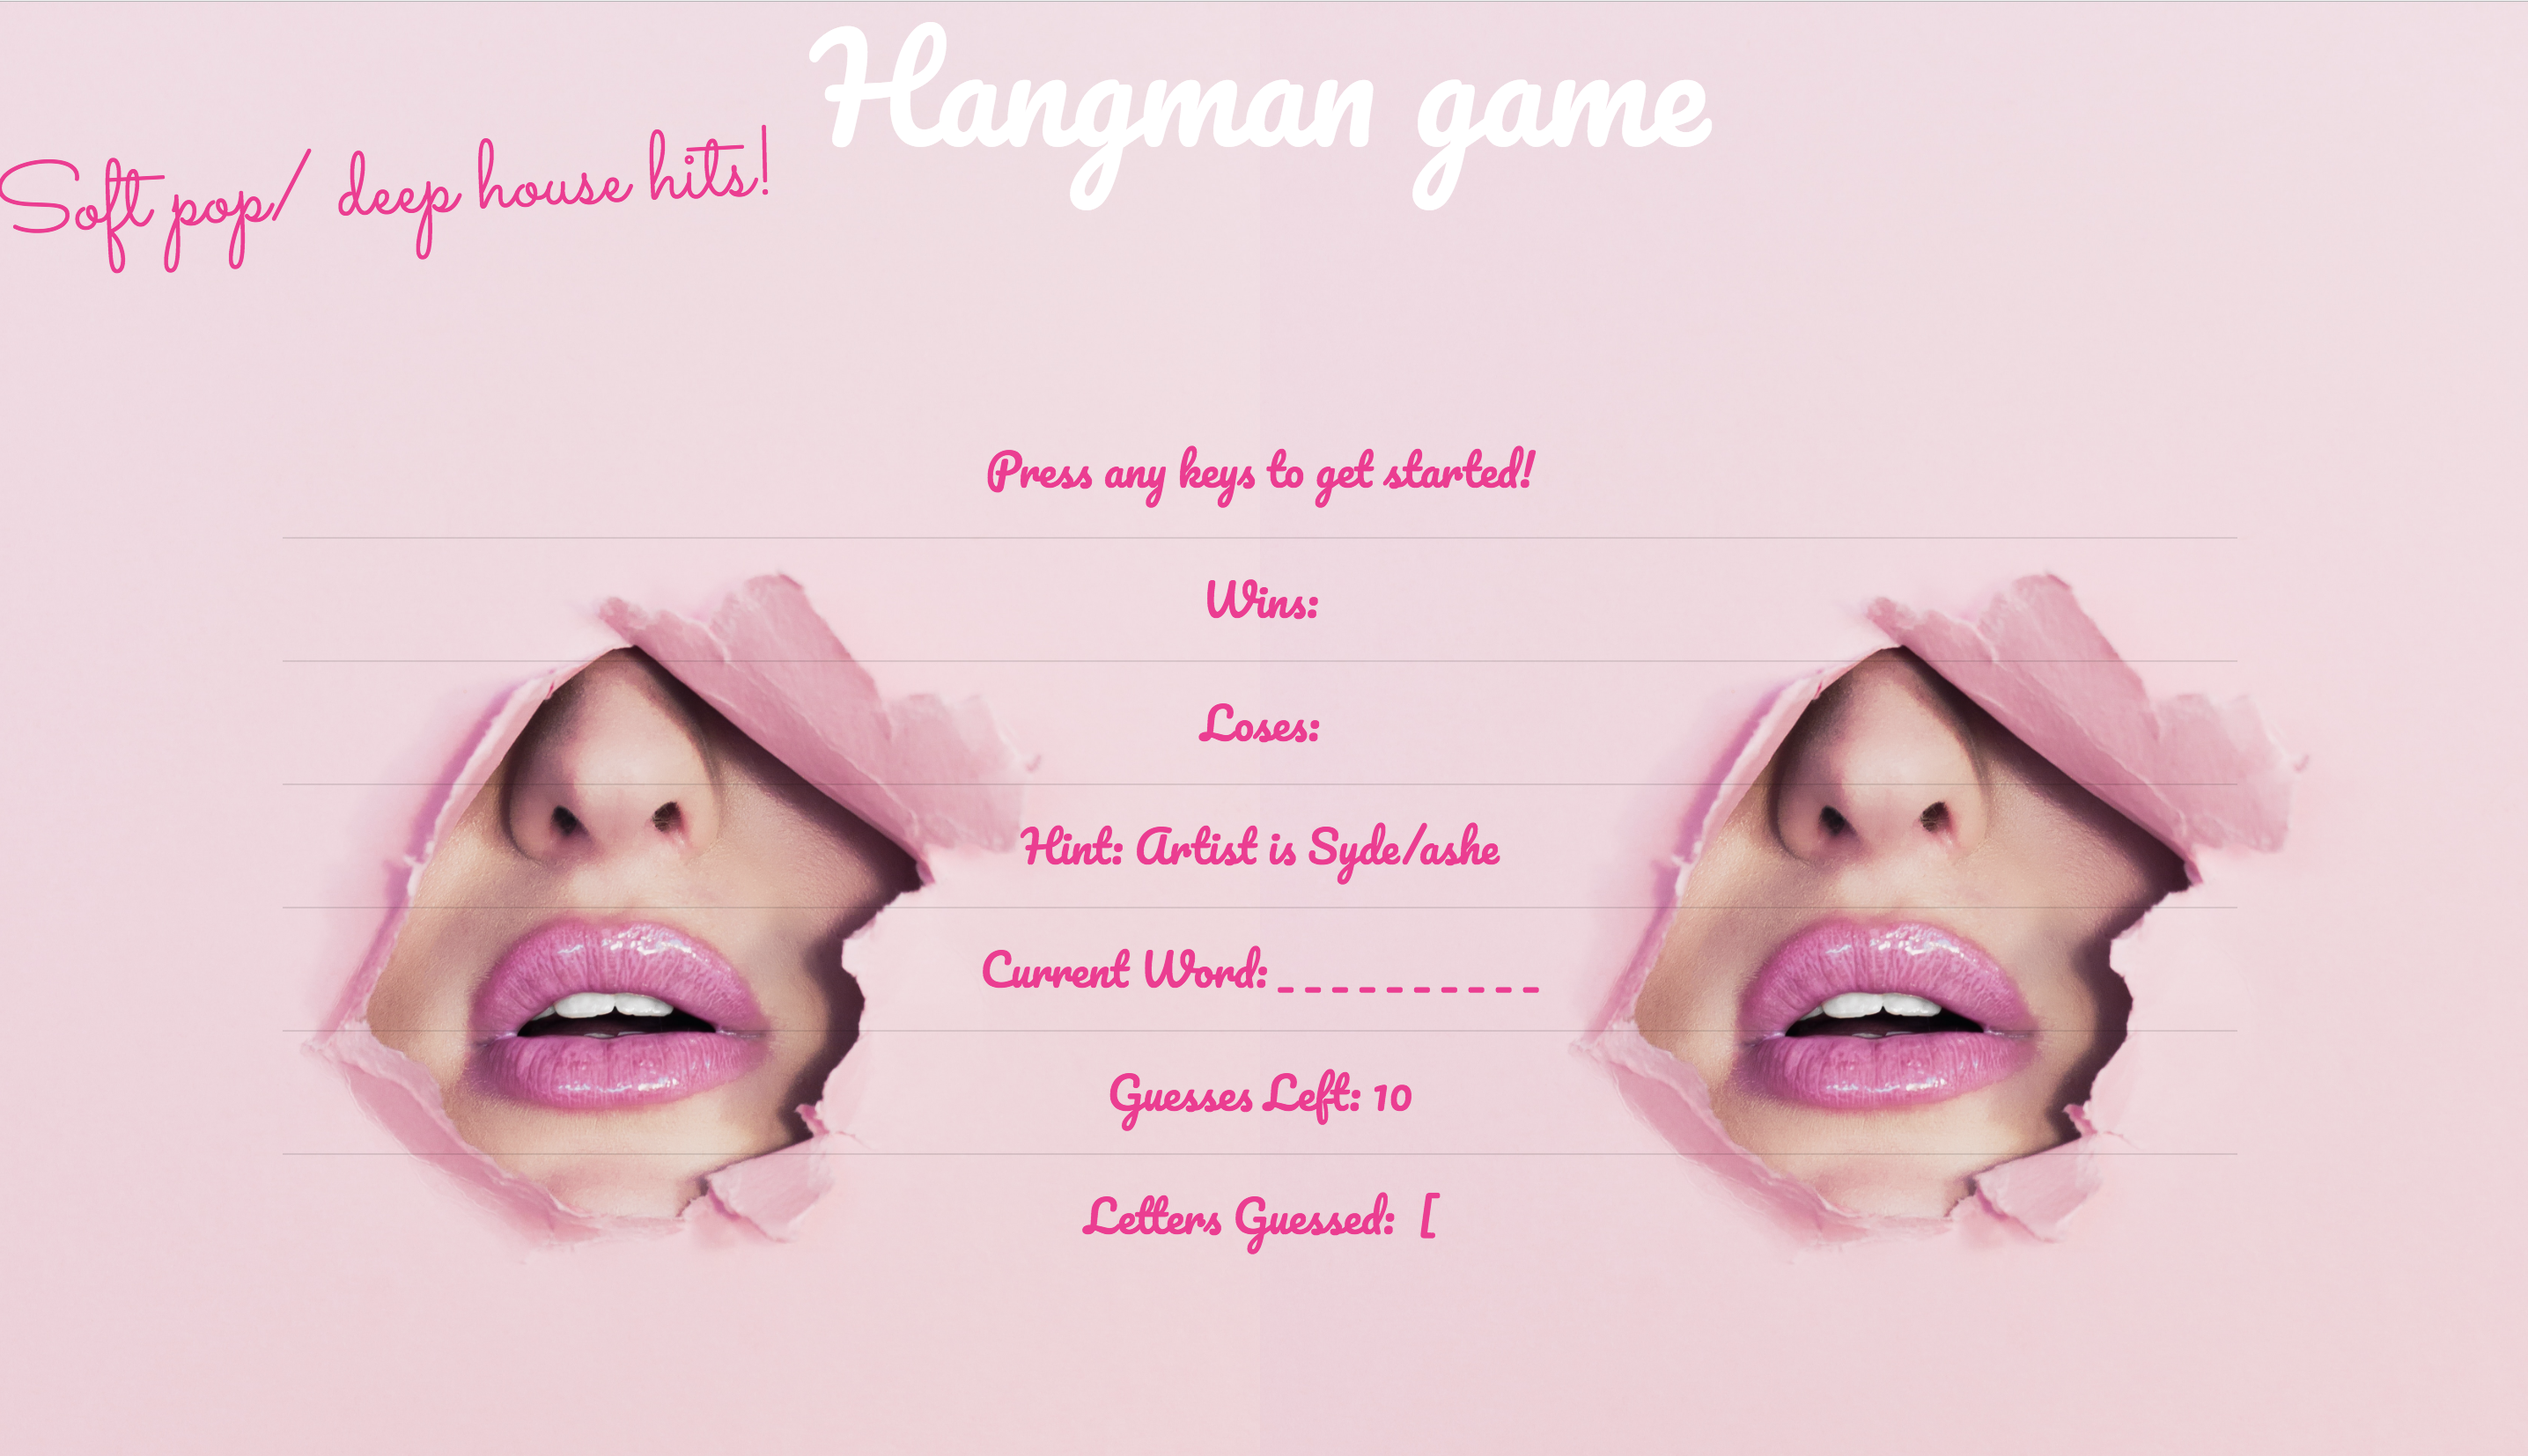 Hangman game
Soft pop/ deep house hits!
Press any keys to get started!
Wins:
Loses:
Hint: Artist is Syde/ashe
Current Word: _ _ _ _ _ _ _ _ _ _
Guesses Left: 10
Letters Guessed: [